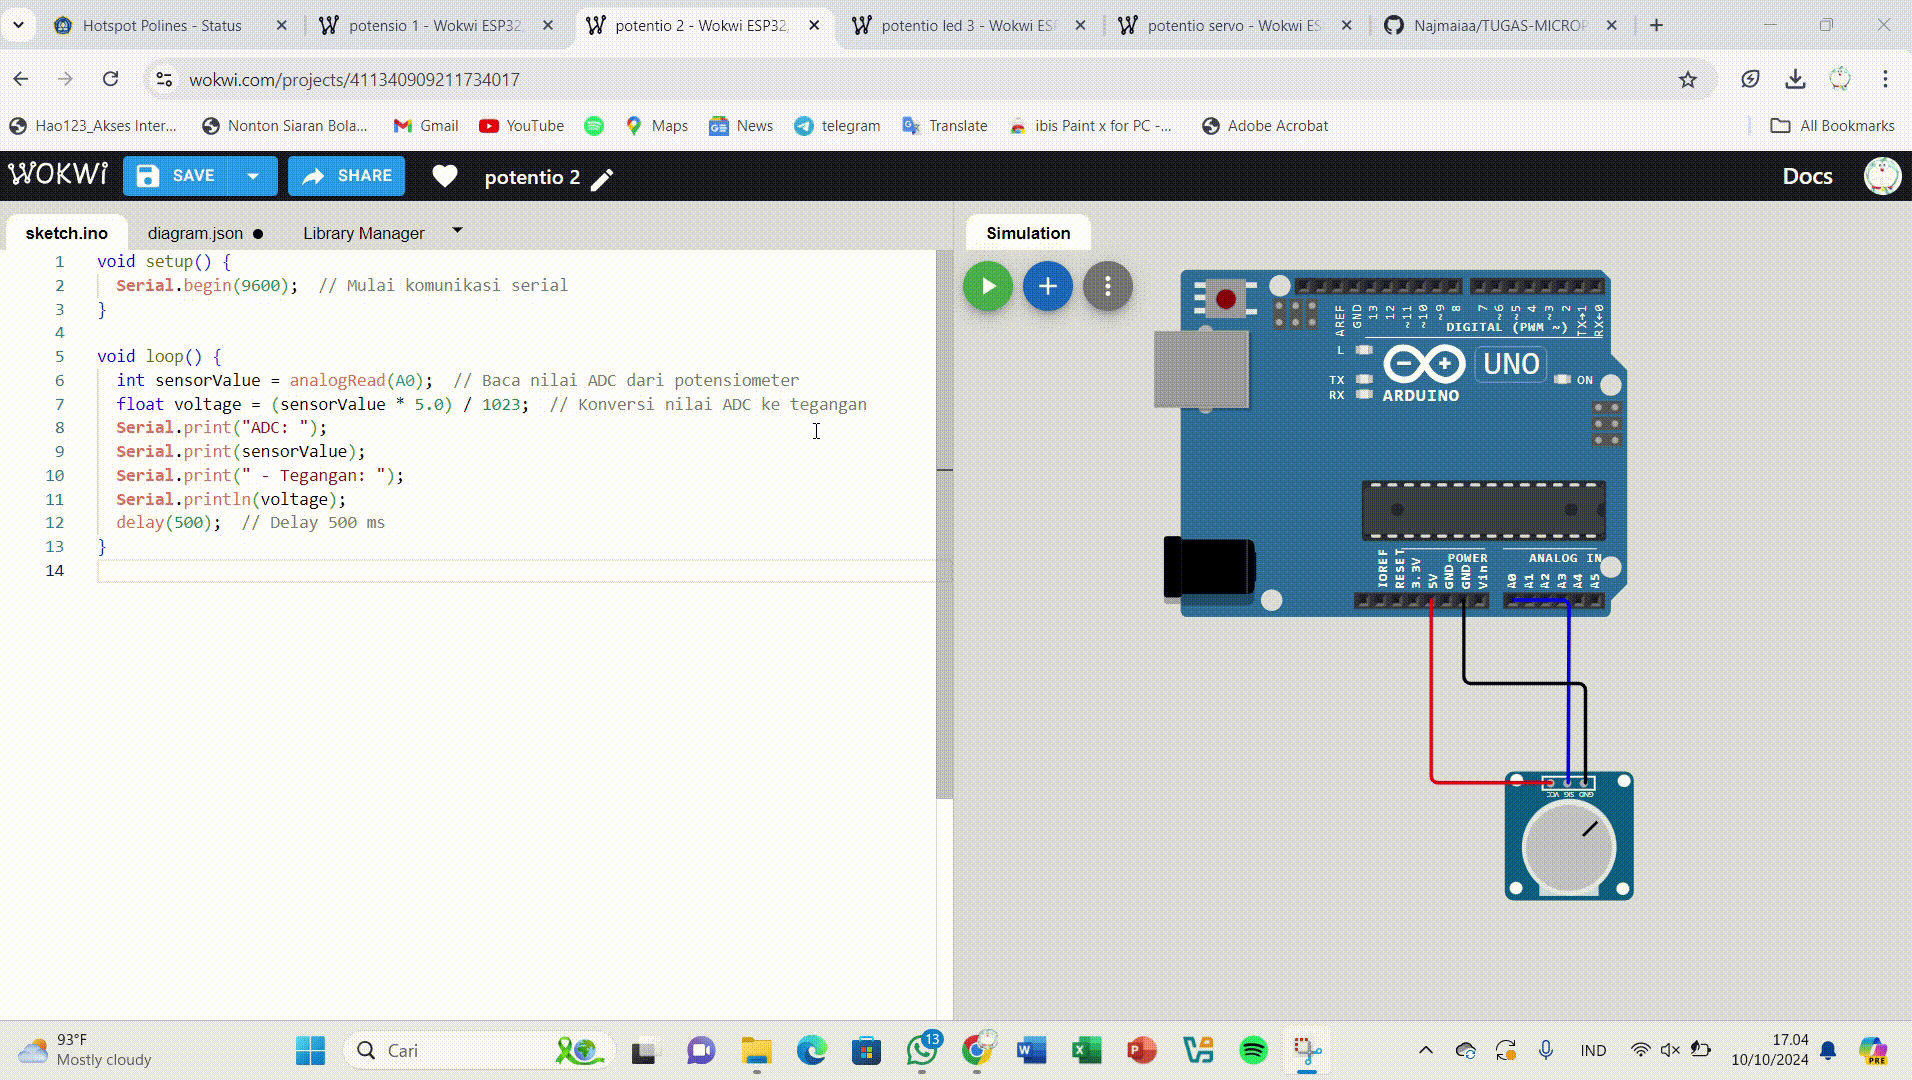 Hotspot Polines - Status
potensio 1 - Wokwi ESP32,
potentio 2 - Wokwi ESP32,
potentio led 3 - Wokwi ESP
potentio servo - Wokwi ES
Najmaiaa/TUGAS-MICROP
wokwi.com/projects/411340909211734017
Hao123_Akses Inter...
Nonton Siaran Bola...
Gmail
YouTube
Maps
News
telegram
Translate
ibis Paint x for PC -...
Adobe Acrobat
All Bookmarks
WOKWI
SAVE
SHARE
potentio 2
Docs
sketch.ino
diagram.json
Library Manager
Simulation
1 void setup() {
2 Serial.begin(9600);  // Mulai komunikasi serial
3 }
4
5 void loop() {
6 int sensorValue = analogRead(A0);  // Baca nilai ADC dari potensiometer
7 float voltage = (sensorValue * 5.0) / 1023;  // Konversi nilai ADC ke tegangan
8 Serial.print("ADC: ");
9 Serial.print(sensorValue);
10 Serial.print(" - Tegangan: ");
11 Serial.println(voltage);
12 delay(500);  // Delay 500 ms
13 }
14
AREF GND 13 12 ~11 ~10 ~9 8 7 ~6 ~5 4 ~3 2 TX→1 RX←0
DIGITAL (PWM ~)
L
TX
RX
UNO
ARDUINO
ON
POWER
ANALOG IN
IOREF RESET 3.3V 5V GND GND Vin A0 A1 A2 A3 A4 A5
VCC SIG GND
93°F
Mostly cloudy
Cari
13
IND
17.04
10/10/2024
PRE